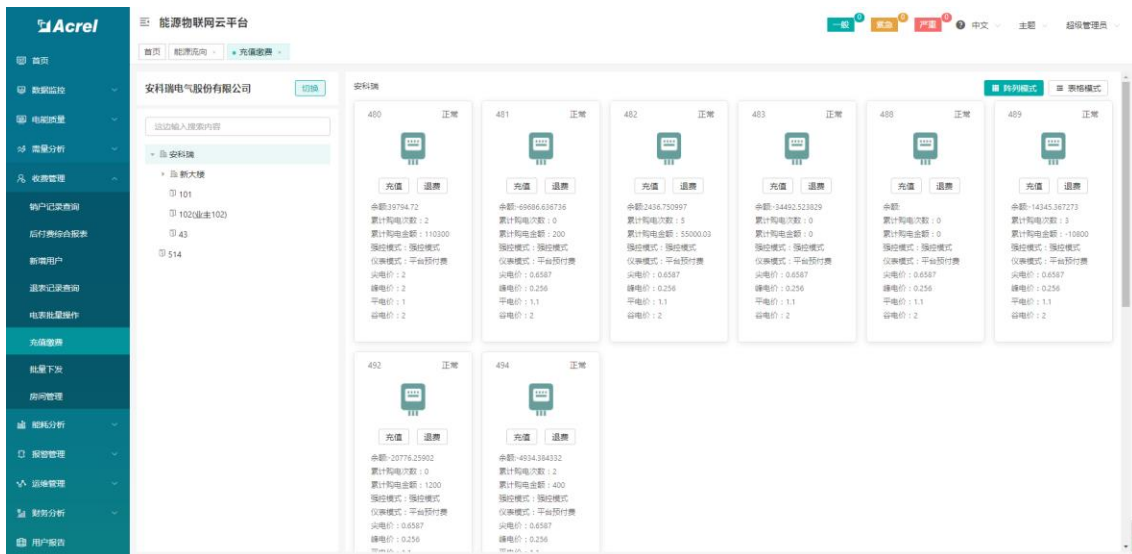 Acrel
能源物联网云平台
一般 0
紧急 0
严重 0
中文
主题
超级管理员
首页
能源流向
充值缴费
首页
数据监控
电能质量
需量分析
收费管理
销户记录查询
后付费综合报表
新增用户
退表记录查询
电表批量操作
充值缴费
批量下发
房间管理
能耗分析
报警管理
运维管理
财务分析
用户报告
安科瑞电气股份有限公司
切换
这边输入搜索内容
安科瑞
新大楼
101
102(业主102)
43
514
安科瑞
阵列模式
表格模式
480 正常
充值 退费
余额:39794.72
累计购电次数：2
累计购电金额：110300
强控模式：强控模式
仪表模式：平台预付费
尖电价：2
峰电价：2
平电价：1
谷电价：2
481 正常
充值 退费
余额:-69686.636736
累计购电次数：0
累计购电金额：200
强控模式：强控模式
仪表模式：平台预付费
尖电价：0.6587
峰电价：0.256
平电价：1.1
谷电价：2
482 正常
充值 退费
余额:2436.750997
累计购电次数：5
累计购电金额：55000.03
强控模式：强控模式
仪表模式：平台预付费
尖电价：0.6587
峰电价：0.256
平电价：1.1
谷电价：2
483 正常
充值 退费
余额:-34492.523829
累计购电次数：0
累计购电金额：0
强控模式：强控模式
仪表模式：平台预付费
尖电价：0.6587
峰电价：0.256
平电价：1.1
谷电价：2
488 正常
充值 退费
余额:
累计购电次数：0
累计购电金额：0
强控模式：强控模式
仪表模式：平台预付费
尖电价：0.6587
峰电价：0.256
平电价：1.1
谷电价：2
489 正常
充值 退费
余额:-14345.367273
累计购电次数：3
累计购电金额：-10800
强控模式：强控模式
仪表模式：平台预付费
尖电价：0.6587
峰电价：0.256
平电价：1.1
谷电价：2
492 正常
充值 退费
余额:-20776.25902
累计购电次数：0
累计购电金额：1200
强控模式：强控模式
仪表模式：平台预付费
尖电价：0.6587
峰电价：0.256
494 正常
充值 退费
余额:-4934.384332
累计购电次数：2
累计购电金额：400
强控模式：强控模式
仪表模式：平台预付费
尖电价：0.6587
峰电价：0.256